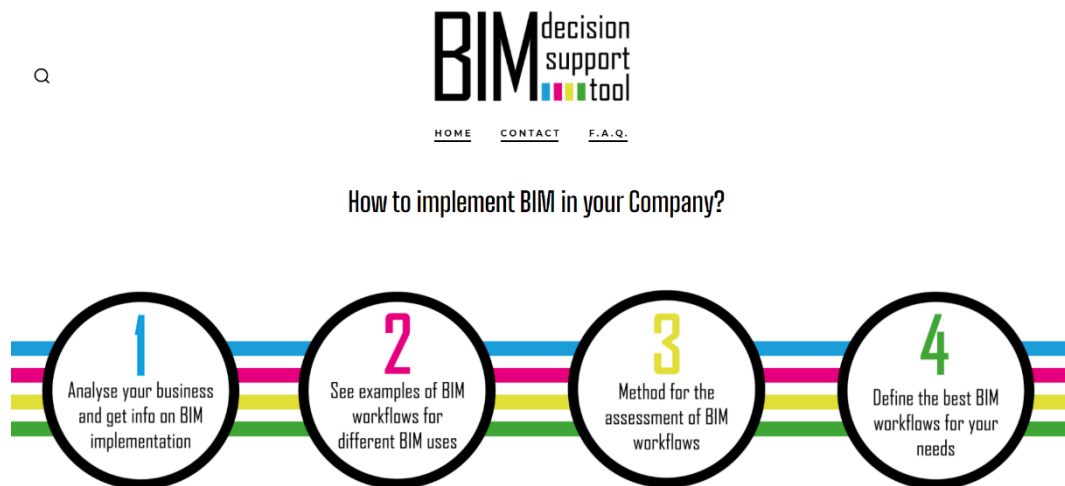 BIM decision
support
tool
HOME CONTACT F.A.Q.
How to implement BIM in your Company?
1
Analyse your business
and get info on BIM
implementation
2
See examples of BIM
workflows for
different BIM uses
3
Method for the
assessment of BIM
workflows
4
Define the best BIM
workflows for your
needs